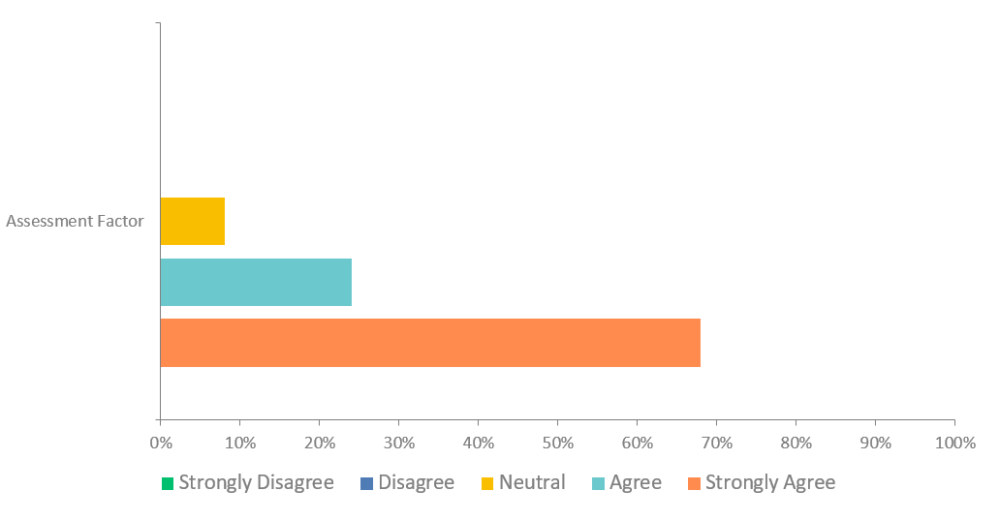 Assessment Factor
0% 10% 20% 30% 40% 50% 60% 70% 80% 90% 100%
Strongly Disagree Disagree Neutral Agree Strongly Agree